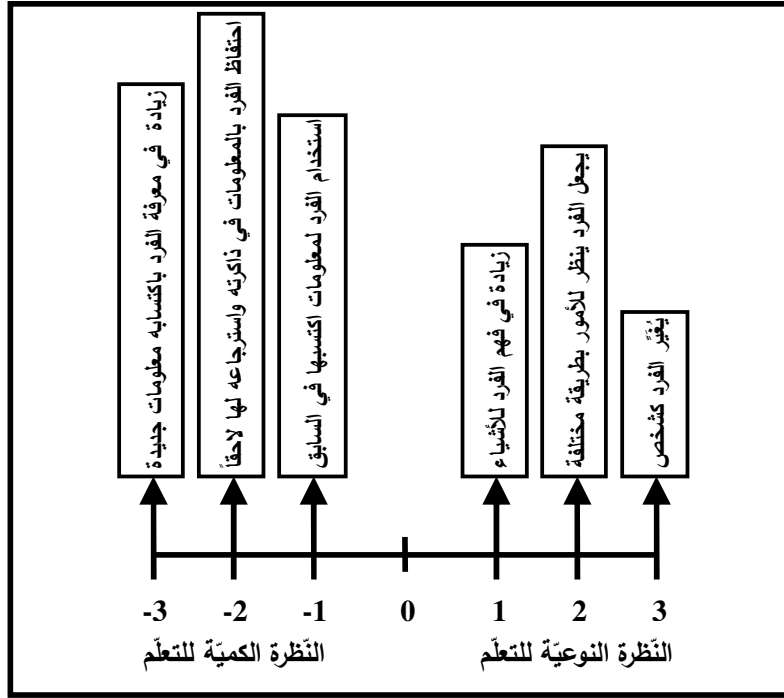 زيادة في معرفة الفرد باكتسابه معلومات جديدة
احتفاظ الفرد بالمعلومات في ذاكرته واسترجاعه لها لاحقاً
استخدام الفرد لمعلومات اكتسبها في السابق
زيادة في فهم الفرد للأشياء
يجعل الفرد ينظر للأمور بطريقة مختلفة
يُغيَّر الفرد كشخص
-3 -2 -1 0 1 2 3
النّظرة الكميّة للتعلّم النّظرة النوعيّة للتعلّم